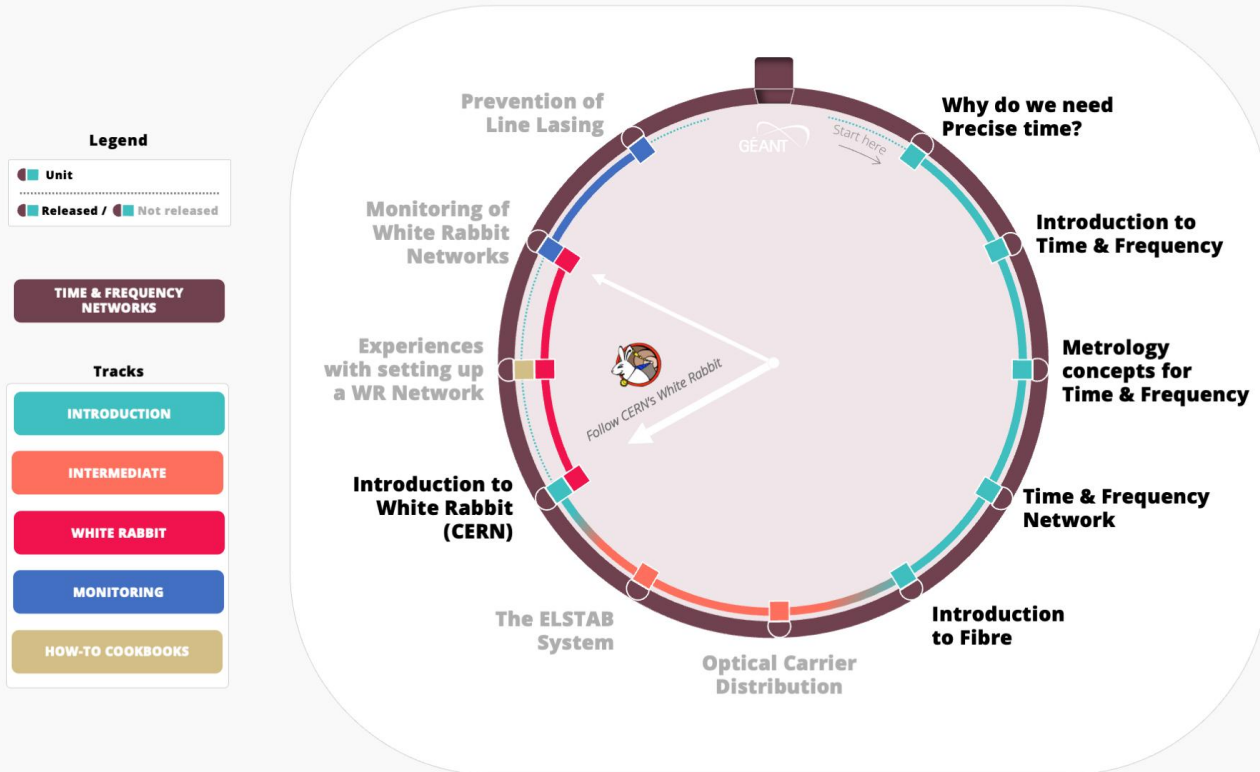 Legend
Unit
Released / Not released
TIME & FREQUENCY
NETWORKS
Tracks
INTRODUCTION
INTERMEDIATE
WHITE RABBIT
MONITORING
HOW-TO COOKBOOKS
GÉANT
Start here
Why do we need
Precise time?
Introduction to
Time & Frequency
Metrology
concepts for
Time & Frequency
Time & Frequency
Network
Introduction
to Fibre
Optical Carrier
Distribution
The ELSTAB
System
Introduction to
White Rabbit
(CERN)
Experiences
with setting up
a WR Network
Monitoring of
White Rabbit
Networks
Prevention of
Line Lasing
Follow CERN's White Rabbit